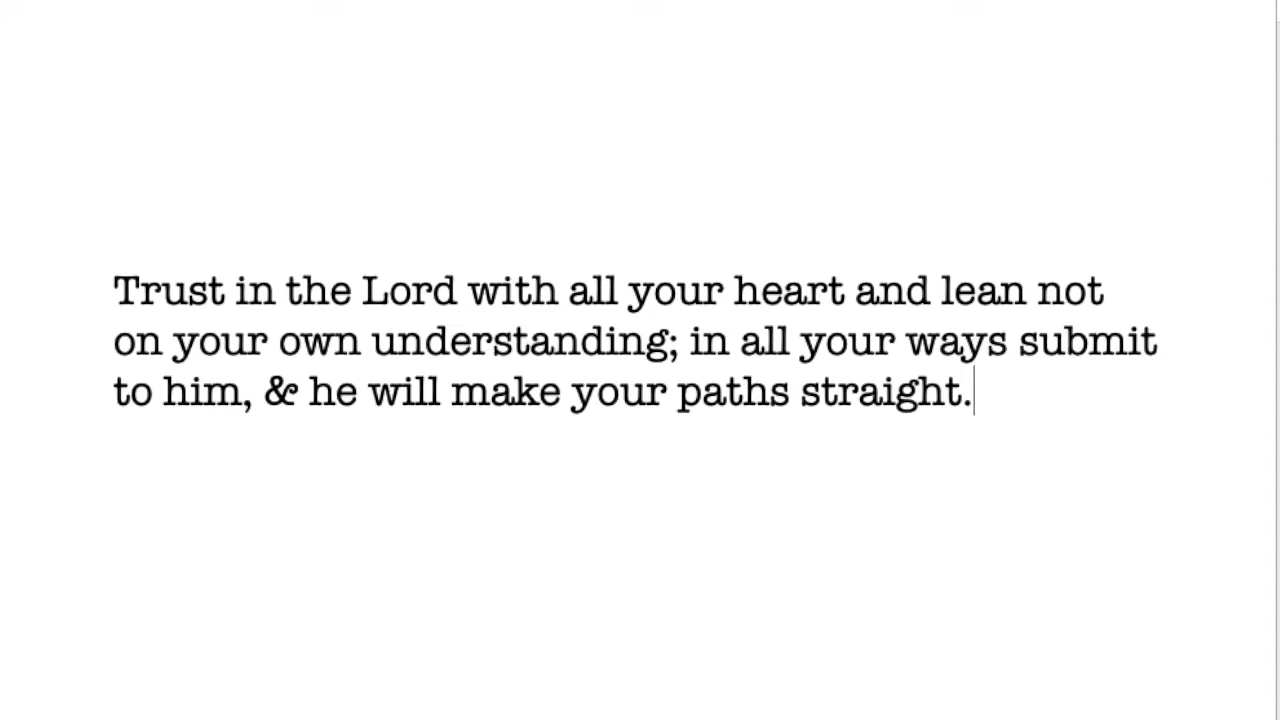 Trust in the Lord with all your heart and lean not
on your own understanding; in all your ways submit
to him, & he will make your paths straight.